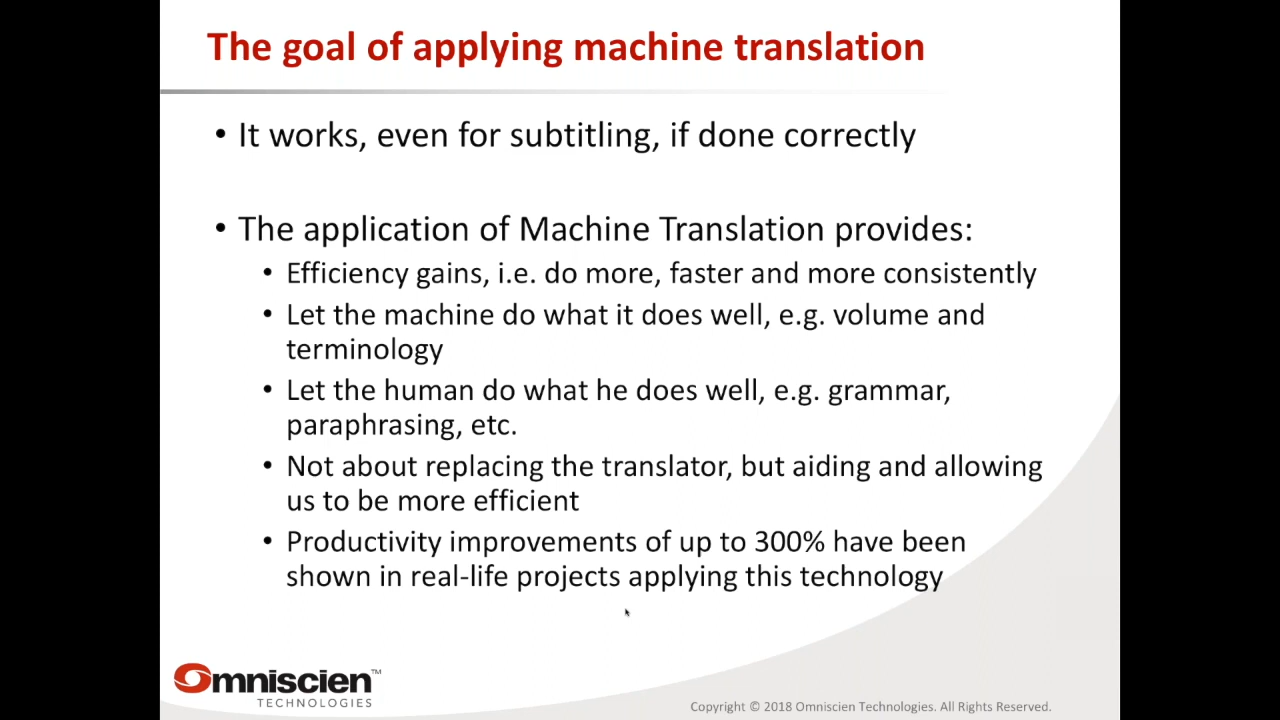 The goal of applying machine translation
• It works, even for subtitling, if done correctly
• The application of Machine Translation provides:
• Efficiency gains, i.e. do more, faster and more consistently
• Let the machine do what it does well, e.g. volume and
terminology
• Let the human do what he does well, e.g. grammar,
paraphrasing, etc.
• Not about replacing the translator, but aiding and allowing
us to be more efficient
• Productivity improvements of up to 300% have been
shown in real-life projects applying this technology
Omniscien™
TECHNOLOGIES
Copyright © 2018 Omniscien Technologies. All Rights Reserved.